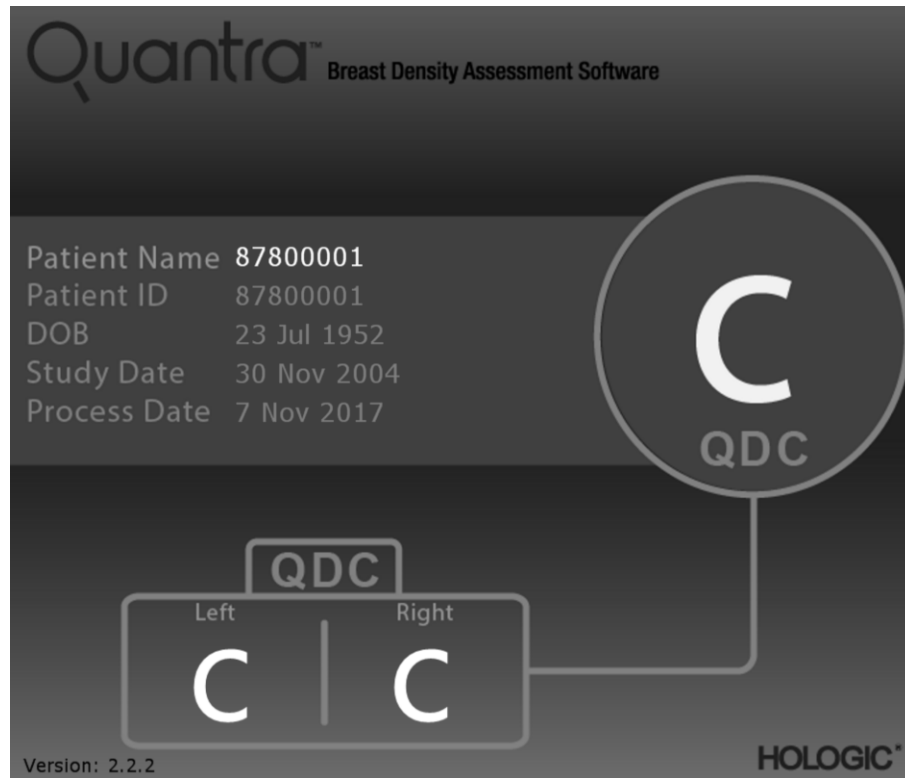 Quantra™ Breast Density Assessment Software
Patient Name 87800001
Patient ID 87800001
DOB 23 Jul 1952
Study Date 30 Nov 2004
Process Date 7 Nov 2017
C
QDC
QDC
Left Right
C C
Version: 2.2.2
HOLOGIC®